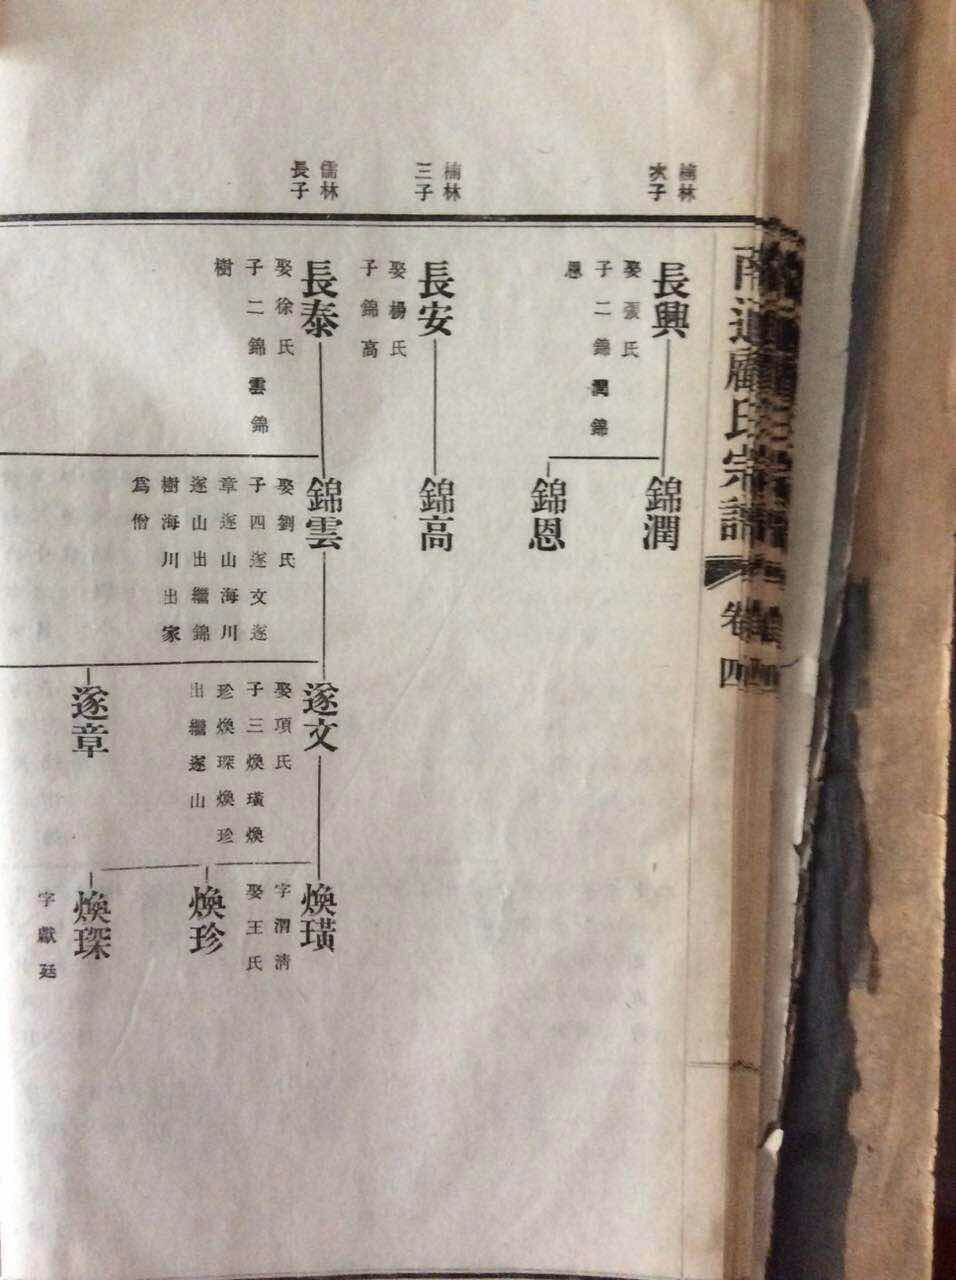 南通顧氏宗譜
卷四
楠林
次子
長興
娶張氏
子二錦潤錦
恩
錦潤
錦恩
楠林
三子
長安
娶楊氏
子錦高
錦高
儒林
長子
長泰
娶徐氏
子二錦雲錦
樹
錦雲
娶劉氏
子四遂文遂
章遂山海川
遂山出繼錦
樹海川出家
為僧
遂文
娶項氏
子三煥璜煥
珍煥琛煥珍
出繼遂山
遂章
煥璜
字渭清
娶王氏
煥珍
煥琛
字獻廷